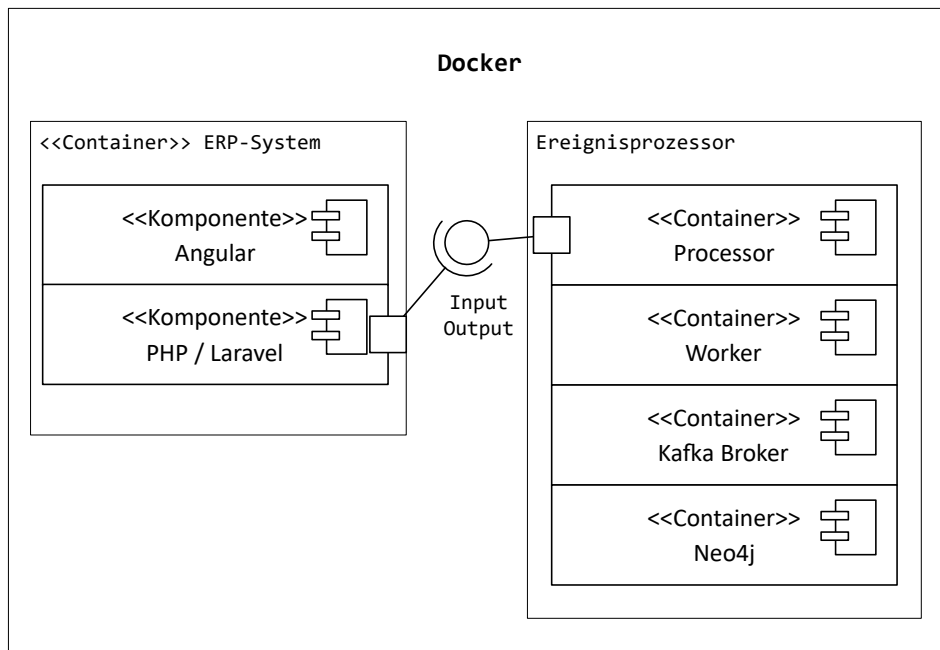 Docker
<<Container>> ERP-System
<<Komponente>>
Angular
<<Komponente>>
PHP / Laravel
Input
Output
Ereignisprozessor
<<Container>>
Processor
<<Container>>
Worker
<<Container>>
Kafka Broker
<<Container>>
Neo4j